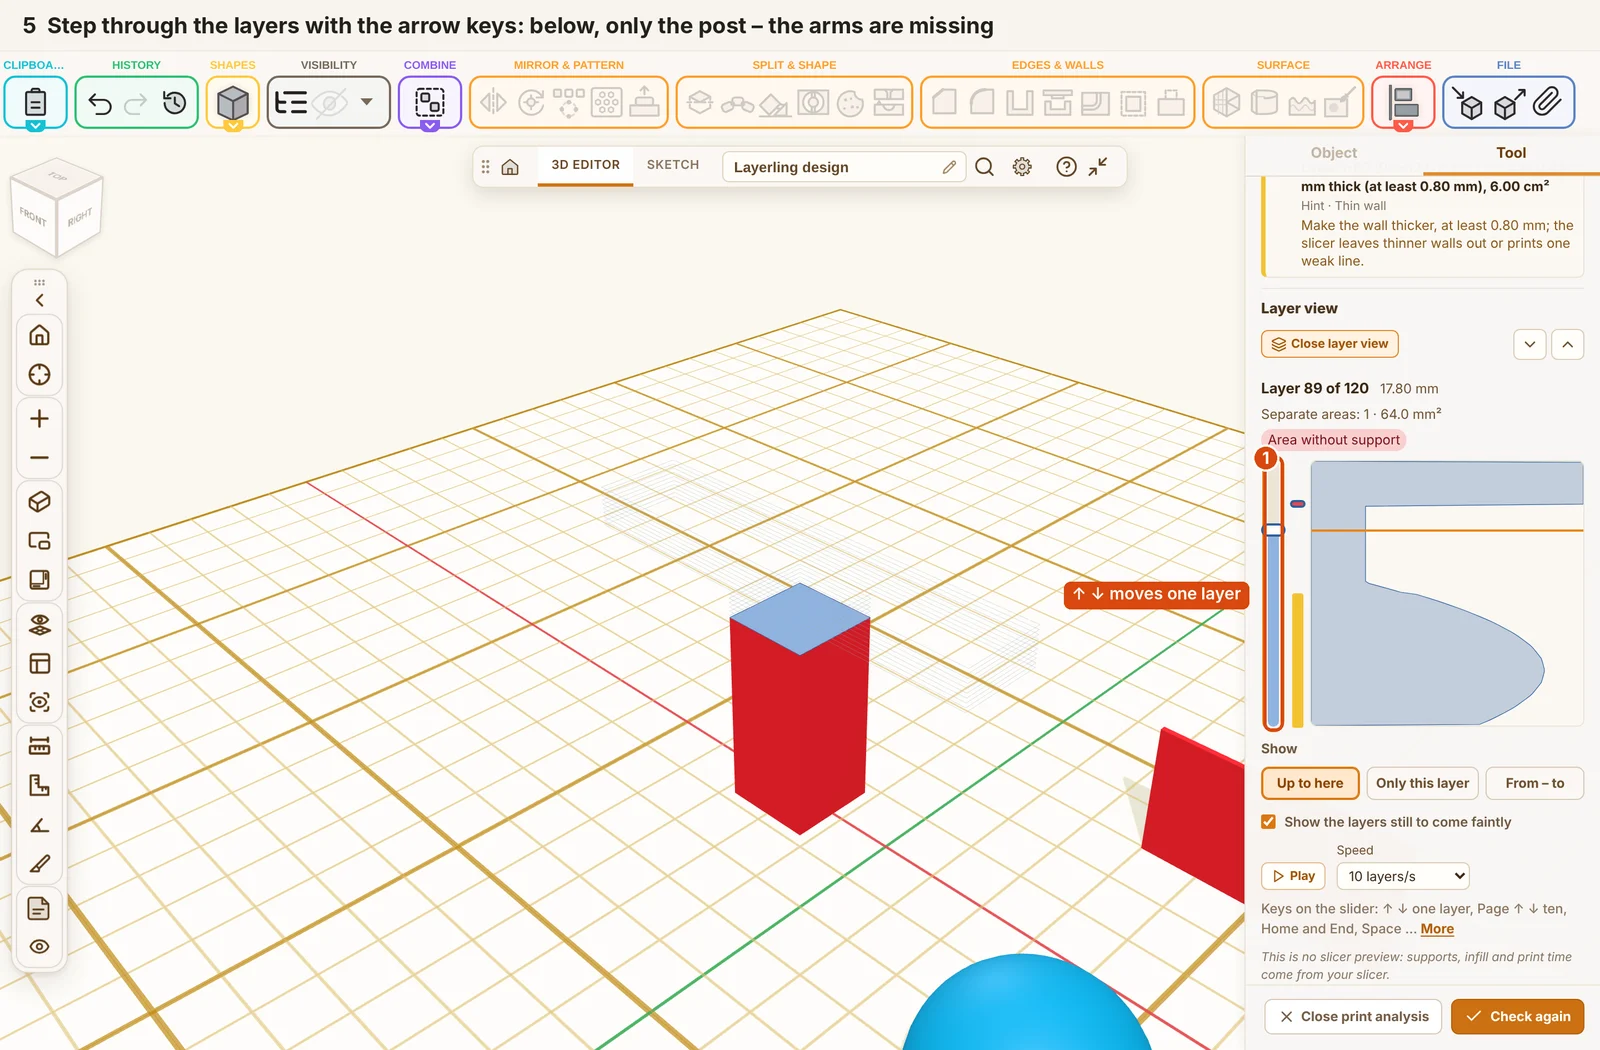 5 Step through the layers with the arrow keys: below, only the post – the arms are missing
CLIPBOA... HISTORY SHAPES VISIBILITY COMBINE MIRROR & PATTERN SPLIT & SHAPE EDGES & WALLS SURFACE ARRANGE FILE
3D EDITOR SKETCH Layerling design
Object Tool
TOP
FRONT RIGHT
mm thick (at least 0.80 mm), 6.00 cm²
Hint · Thin wall
Make the wall thicker, at least 0.80 mm; the
slicer leaves thinner walls out or prints one
weak line.
Layer view
Close layer view
Layer 89 of 120 17.80 mm
Separate areas: 1 · 64.0 mm²
Area without support
1
↑ ↓ moves one layer
Show
Up to here Only this layer From – to
Show the layers still to come faintly
Speed
Play 10 layers/s
Keys on the slider: ↑ ↓ one layer, Page ↑ ↓ ten,
Home and End, Space ... More
This is no slicer preview: supports, infill and print time
come from your slicer.
Close print analysis Check again